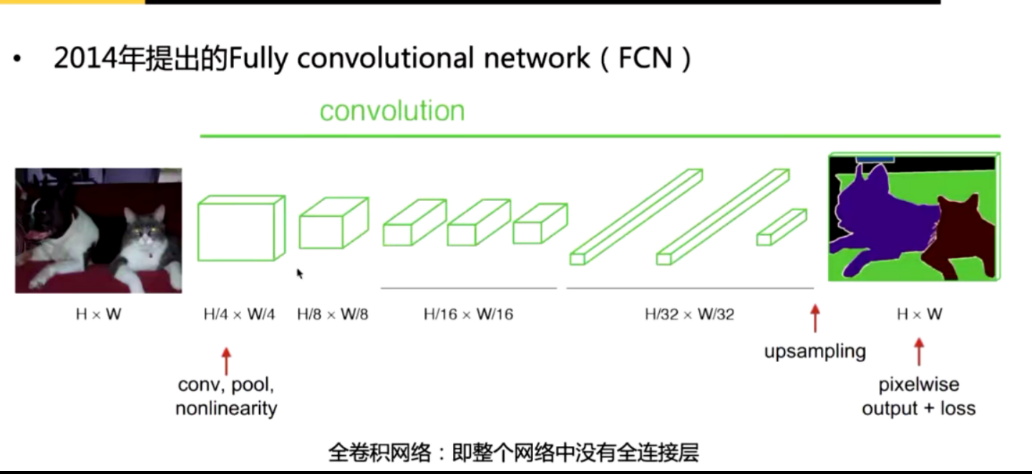 • 2014年提出的Fully convolutional network（FCN）
convolution
H × W
H/4 × W/4
H/8 × W/8
H/16 × W/16
H/32 × W/32
H × W
upsampling
conv, pool,
nonlinearity
pixelwise
output + loss
全卷积网络：即整个网络中没有全连接层